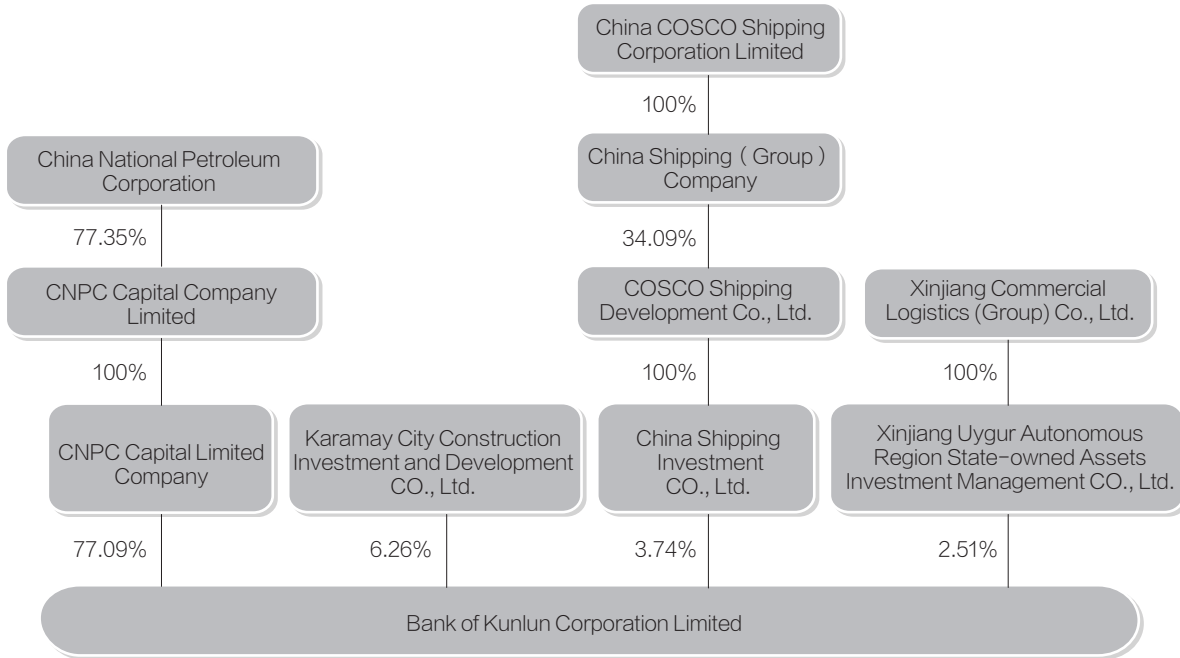 China COSCO Shipping
Corporation Limited
100%
China National Petroleum
Corporation
China Shipping ( Group )
Company
77.35%
34.09%
CNPC Capital Company
Limited
COSCO Shipping
Development Co., Ltd.
Xinjiang Commercial
Logistics (Group) Co., Ltd.
100%
100%
100%
CNPC Capital Limited
Company
Karamay City Construction
Investment and Development
CO., Ltd.
China Shipping
Investment
CO., Ltd.
Xinjiang Uygur Autonomous
Region State-owned Assets
Investment Management CO., Ltd.
77.09%
6.26%
3.74%
2.51%
Bank of Kunlun Corporation Limited